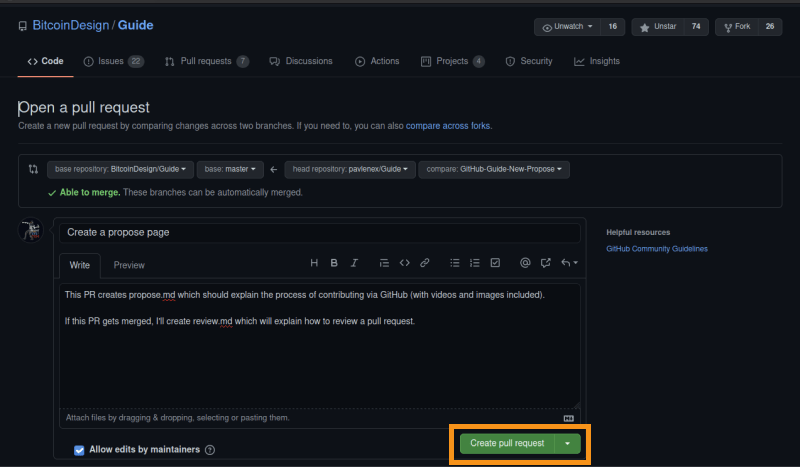 BitcoinDesign / Guide
Unwatch 16 Unstar 74 Fork 26
Code Issues 22 Pull requests 7 Discussions Actions Projects 4 Security Insights
Open a pull request
Create a new pull request by comparing changes across two branches. If you need to, you can also compare across forks.
base repository: BitcoinDesign/Guide base: master head repository: pavlenex/Guide compare: GitHub-Guide-New-Propose
Able to merge. These branches can be automatically merged.
Create a propose page
Helpful resources
GitHub Community Guidelines
Write Preview
This PR creates propose.md which should explain the process of contributing via GitHub (with videos and images included).
If this PR gets merged, I'll create review.md which will explain how to review a pull request.
Attach files by dragging & dropping, selecting or pasting them.
Allow edits by maintainers
Create pull request